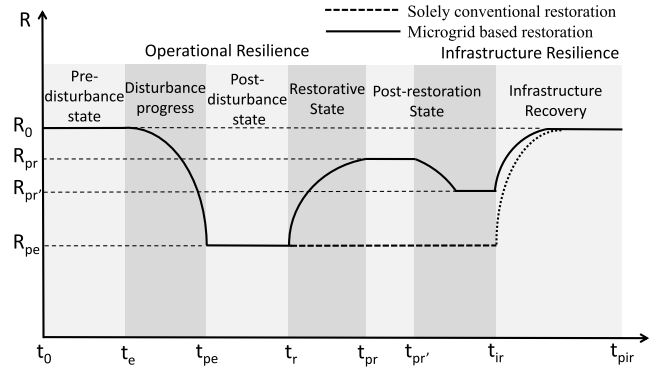 R
Solely conventional restoration
Microgrid based restoration
Operational Resilience
Infrastructure Resilience
Pre-
disturbance
state
Disturbance
progress
Post-
disturbance
state
Restorative
State
Post-restoration
State
Infrastructure
Recovery
R0
Rpr
Rpr'
Rpe
t0
te
tpe
tr
tpr
tpr'
tir
tpir